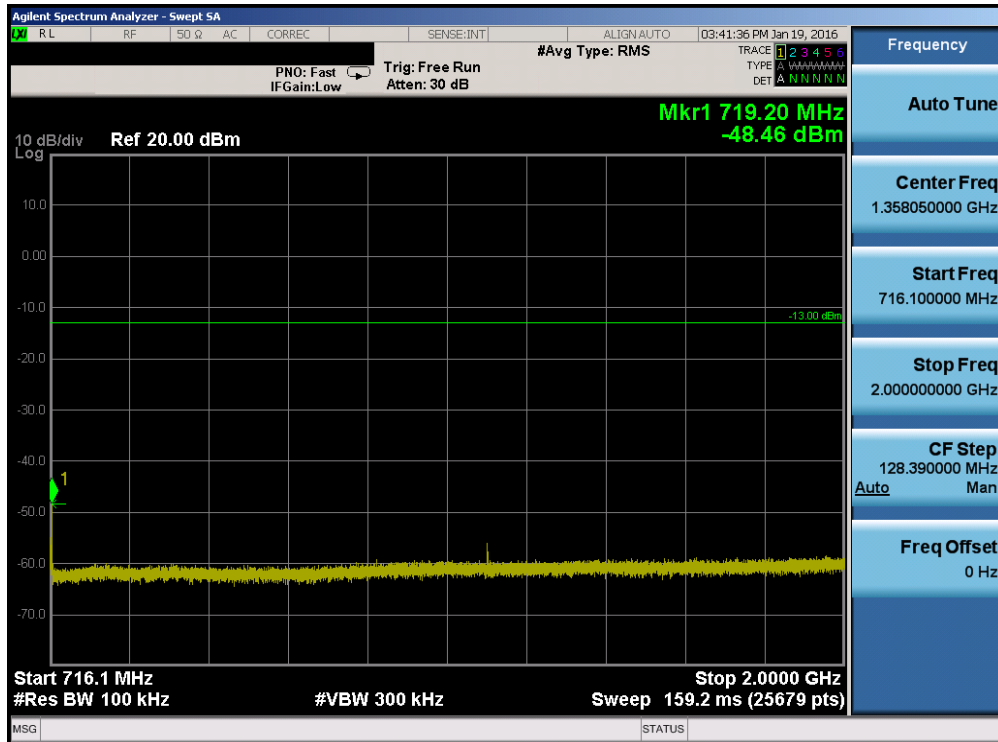 Agilent Spectrum Analyzer - Swept SA
LXI RL RF 50 Ω AC CORREC SENSE:INT ALIGN AUTO 03:41:36 PM Jan 19, 2016
#Avg Type: RMS TRACE 1 2 3 4 5 6
PNO: Fast Trig: Free Run TYPE A WWWWW
IFGain:Low Atten: 30 dB DET A N N N N N
Mkr1 719.20 MHz
10 dB/div Ref 20.00 dBm -48.46 dBm
Log
10.0
0.00
-10.0
-13.00 dBm
-20.0
-30.0
-40.0
1
-50.0
-60.0
-70.0
Start 716.1 MHz Stop 2.0000 GHz
#Res BW 100 kHz #VBW 300 kHz Sweep 159.2 ms (25679 pts)
MSG STATUS
Frequency
Auto Tune
Center Freq
1.358050000 GHz
Start Freq
716.100000 MHz
Stop Freq
2.000000000 GHz
CF Step
128.390000 MHz
Auto Man
Freq Offset
0 Hz